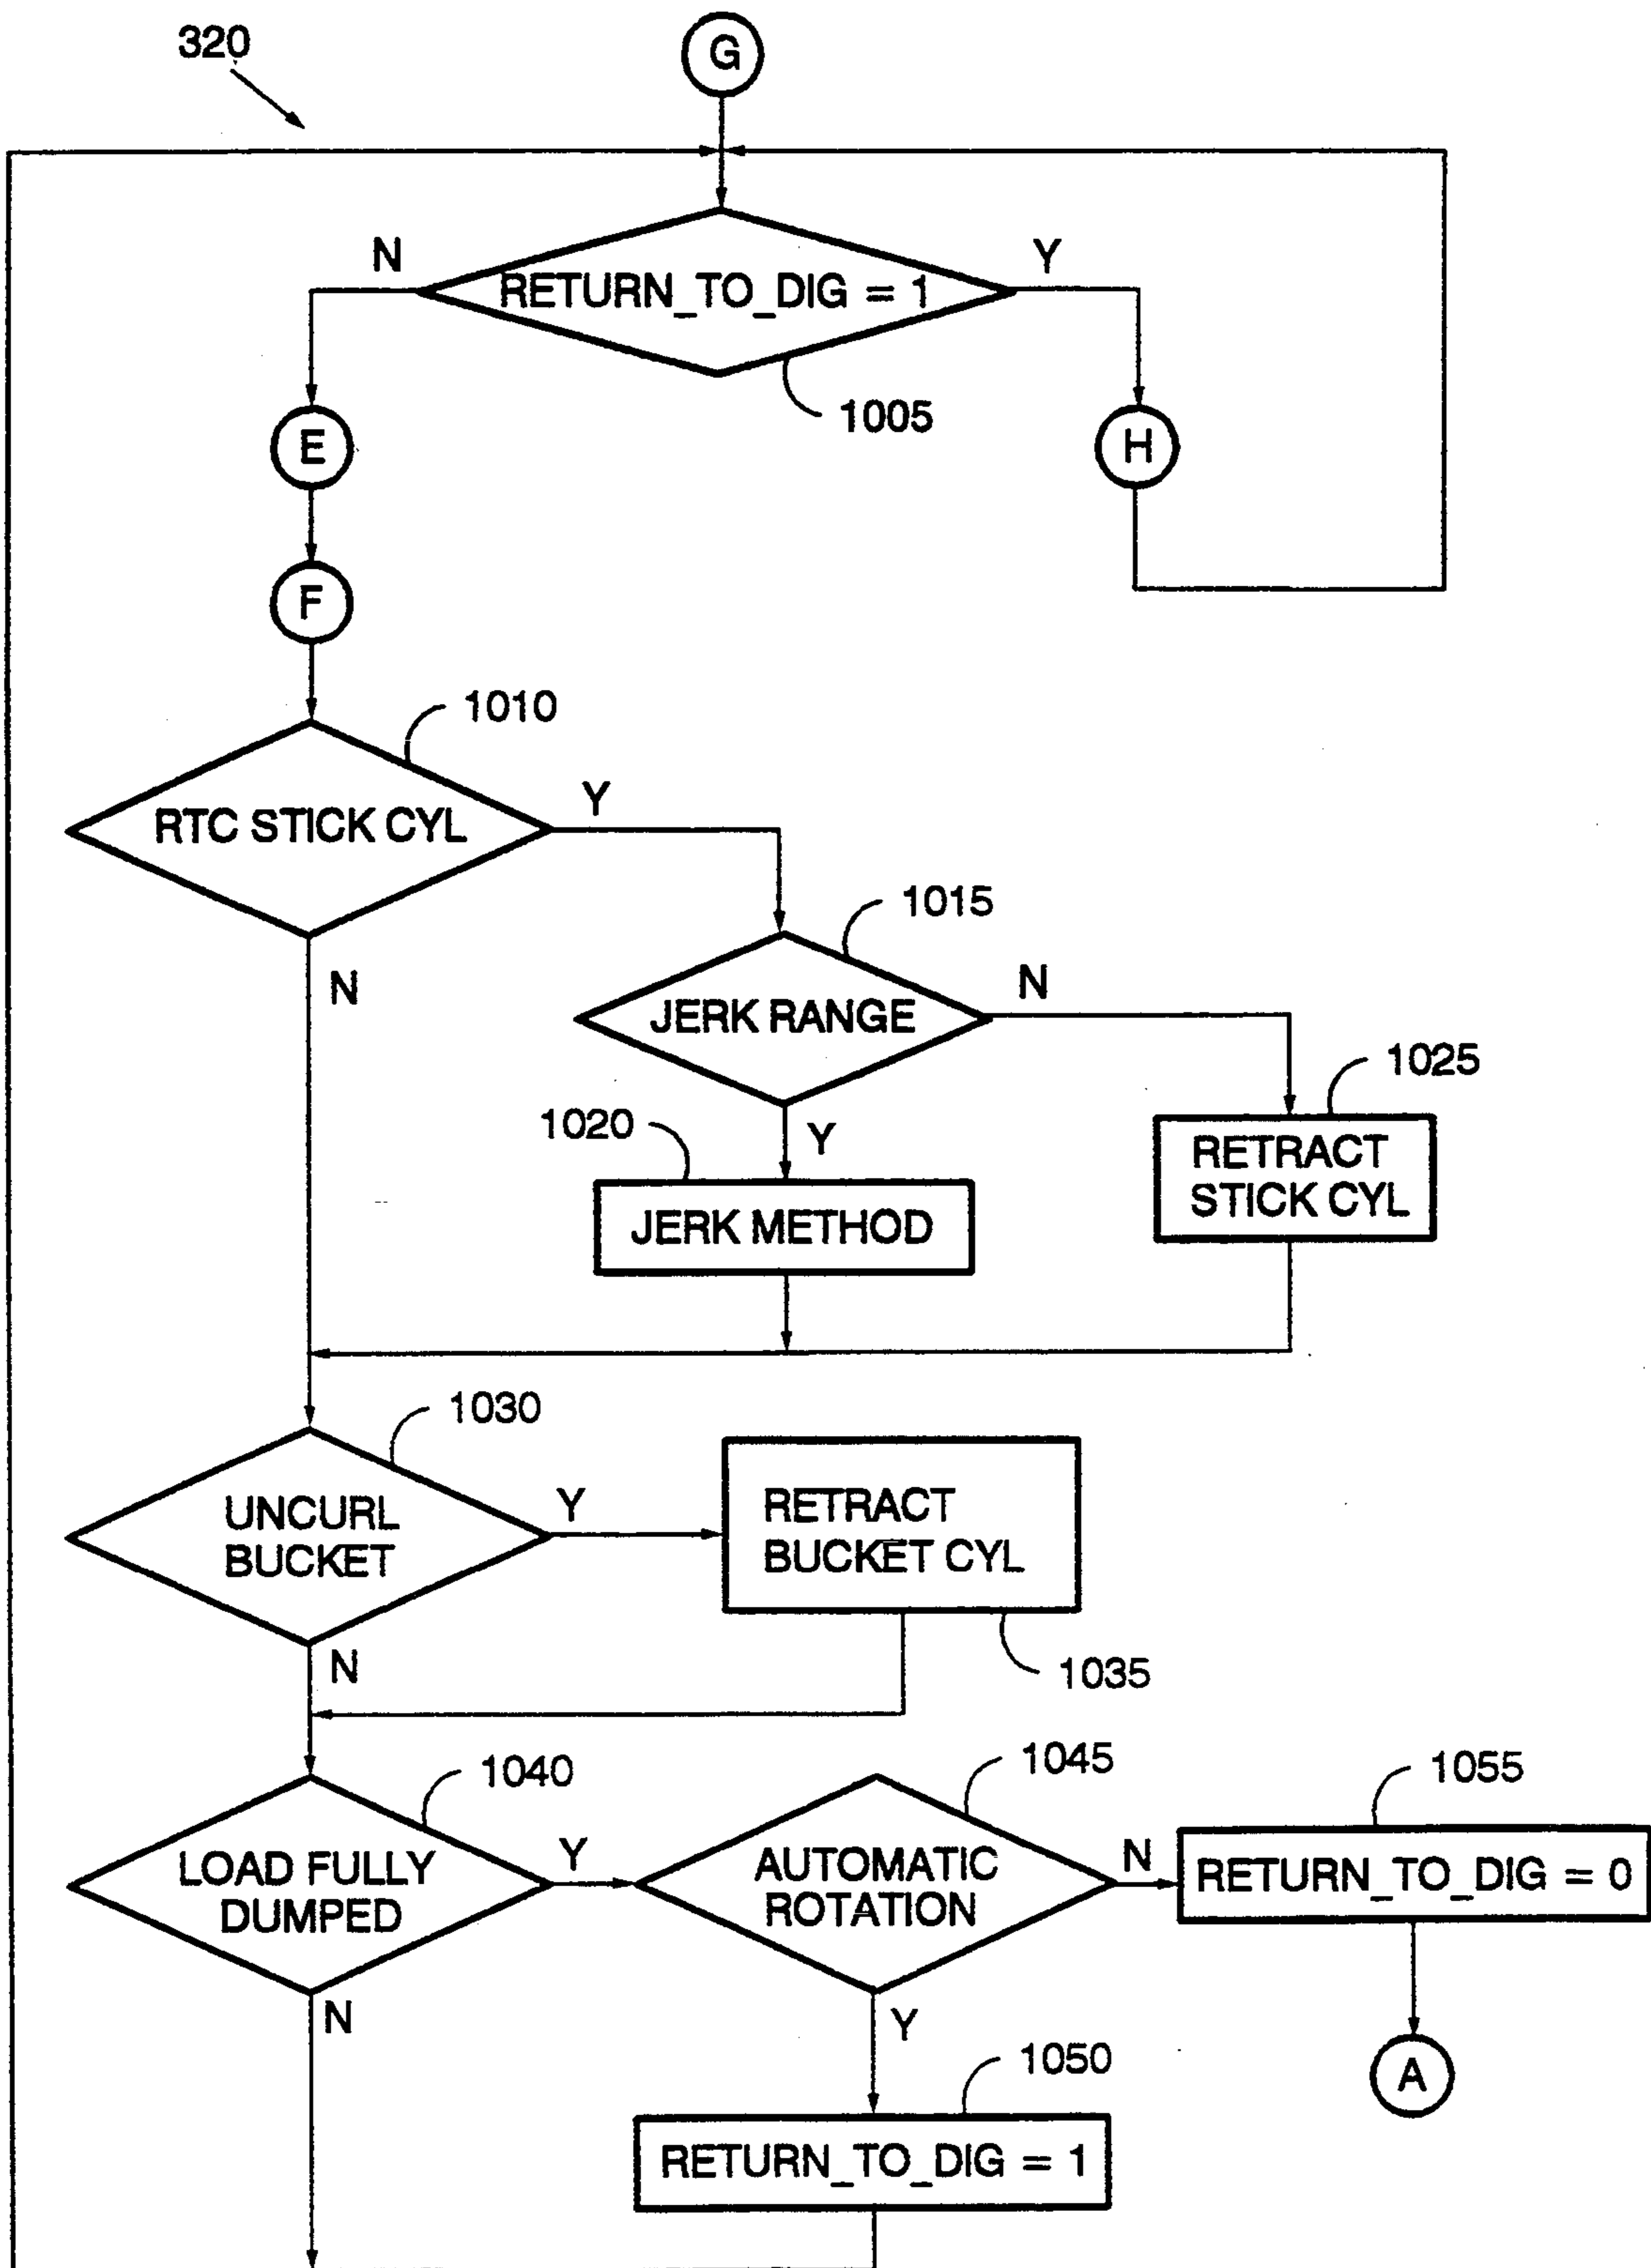 320
G
N
Y
RETURN_TO_DIG = 1
1005
E
H
F
1010
RTC STICK CYL
Y
1015
N
JERK RANGE
N
1025
1020
Y
RETRACT
STICK CYL
JERK METHOD
1030
UNCURL
BUCKET
Y
RETRACT
BUCKET CYL
N
1035
1040
1045
1055
LOAD FULLY
DUMPED
Y
AUTOMATIC
ROTATION
N
RETURN_TO_DIG = 0
N
Y
1050
A
RETURN_TO_DIG = 1